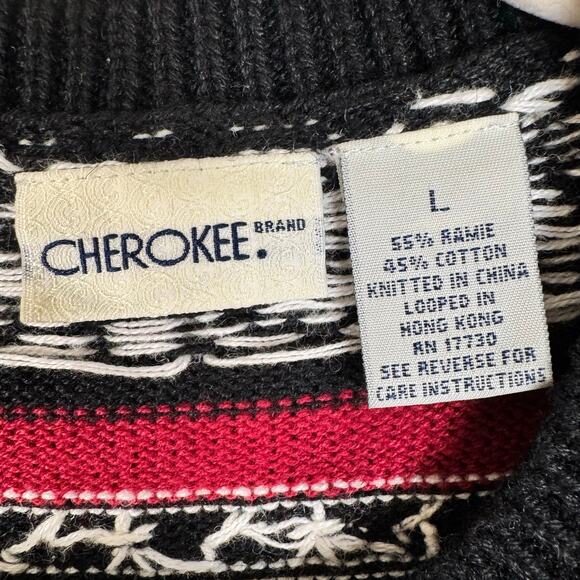 CHEROKEE. BRAND
L
55% RAMIE
45% COTTON
KNITTED IN CHINA
LOOPED IN
HONG KONG
RN 17730
SEE REVERSE FOR
CARE INSTRUCTIONS